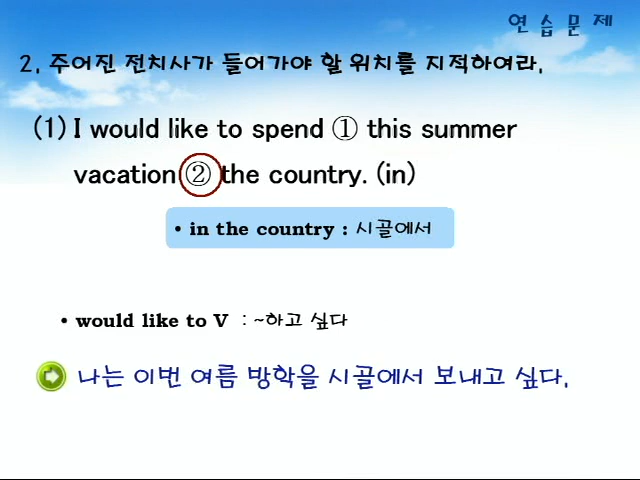 연 습 문 제
2. 주어진 전치사가 들어가야 할 위치를 지적하여라.
(1) I would like to spend ① this summer
vacation ② the country. (in)
• in the country : 시골에서
• would like to V : ~하고 싶다
나는 이번 여름 방학을 시골에서 보내고 싶다.